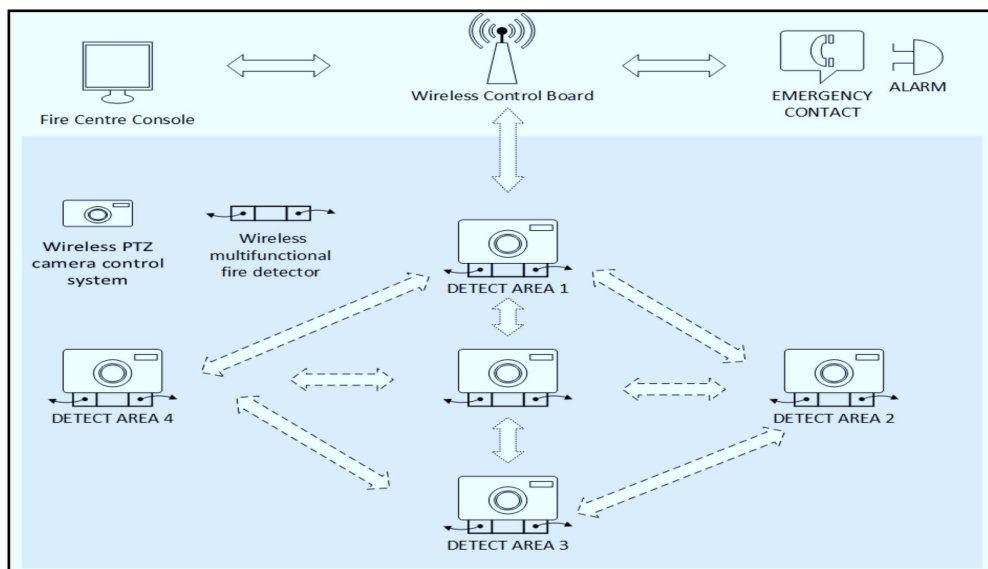 Fire Centre Console
Wireless Control Board
EMERGENCY
CONTACT
ALARM
Wireless PTZ
camera control
system
Wireless
multifunctional
fire detector
DETECT AREA 1
DETECT AREA 4
DETECT AREA 2
DETECT AREA 3